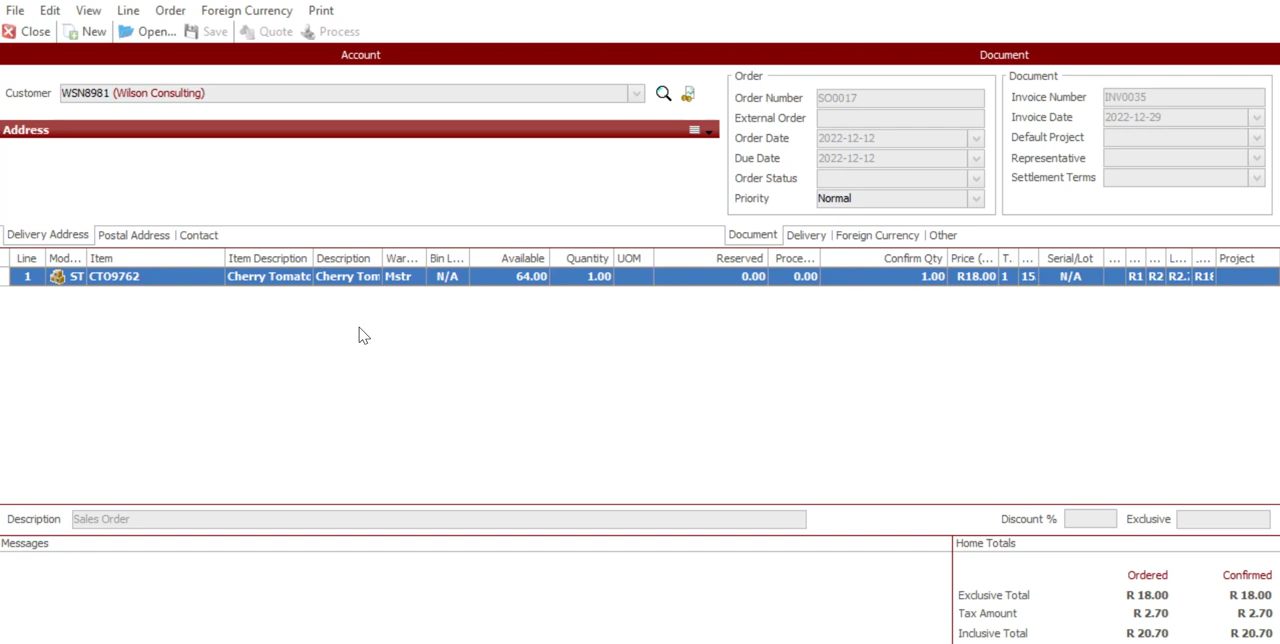 File Edit View Line Order Foreign Currency Print
Close New Open... Save Quote Process
Account Document
Customer WSN8981 (Wilson Consulting)
Address
Order
Order Number SO0017
External Order
Order Date 2022-12-12
Due Date 2022-12-12
Order Status
Priority Normal
Document
Invoice Number INV0035
Invoice Date 2022-12-29
Default Project
Representative
Settlement Terms
Delivery Address Postal Address Contact
Document Delivery Foreign Currency Other
Line Mod... Item Item Description Description War... Bin L... Available Quantity UOM Reserved Proce... Confirm Qty Price (... T. ... Serial/Lot ... ... ... L... .... Project
1 ST CTO9762 Cherry Tomato Cherry Tom Mstr N/A 64.00 1.00 0.00 0.00 1.00 R18.00 1 15 N/A R1 R2 R2. R18
Description Sales Order Discount % Exclusive
Messages
Home Totals
Ordered Confirmed
Exclusive Total R 18.00 R 18.00
Tax Amount R 2.70 R 2.70
Inclusive Total R 20.70 R 20.70